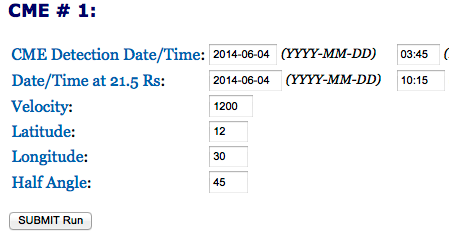 CME # 1:
CME Detection Date/Time: 2014-06-04 (YYYY-MM-DD) 03:45 (
Date/Time at 21.5 Rs: 2014-06-04 (YYYY-MM-DD) 10:15
Velocity: 1200
Latitude: 12
Longitude: 30
Half Angle: 45
SUBMIT Run